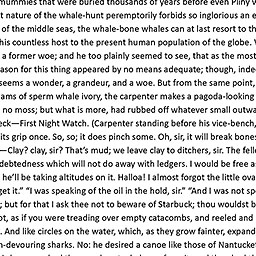 mummies that were buried thousands of years before even Pliny
t nature of the whale-hunt peremptorily forbids so inglorious an e
of the middle seas, the whale-bone whales can at last resort to th
his countless host to the present human population of the globe.
a former woe; and he too plainly seemed to see, that as the most
ason for this thing appeared by no means adequate; though, indee
seems a wonder, a grandeur, and a woe. But from the same point,
ams of sperm whale ivory, the carpenter makes a pagoda-looking
no moss; but what is more, had rubbed off whatever small outwa
eck—First Night Watch. (Carpenter standing before his vice-bench,
its grip once. So, so; it does pinch some. Oh, sir, it will break bones
—Clay? clay, sir? That's mud; we leave clay to ditchers, sir. The felle
debtedness which will not do away with ledgers. I would be free as
he'll be taking altitudes on it. Halloa! I almost forgot the little ova
get it.” “I was speaking of the oil in the hold, sir.” “And I was not sp
; but for that I ask thee not to beware of Starbuck; thou wouldst b
ot, as if you were treading over empty catacombs, and reeled and
. And like circles on the water, which, as they grow fainter, expand
n-devouring sharks. No: he desired a canoe like those of Nantucket